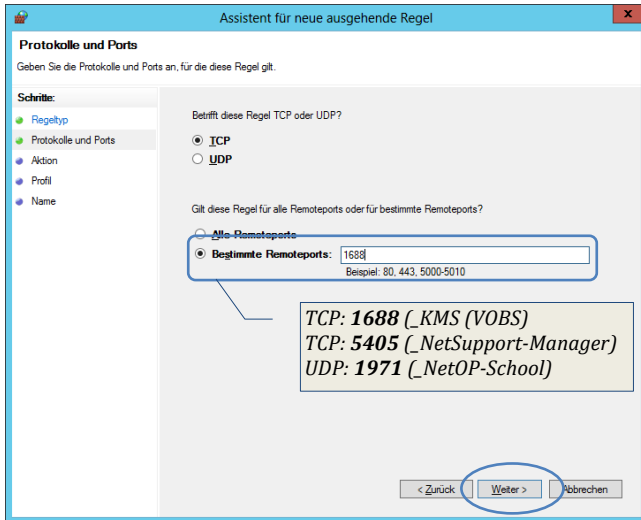 Assistent für neue ausgehende Regel
x
Protokolle und Ports
Geben Sie die Protokolle und Ports an, für die diese Regel gilt.
Schritte:
Regeltyp
Protokolle und Ports
Aktion
Profil
Name
Betrifft diese Regel TCP oder UDP?
TCP
UDP
Gilt diese Regel für alle Remoteports oder für bestimmte Remoteports?
Alle Remoteports
Bestimmte Remoteports: 1688
Beispiel: 80, 443, 5000-5010
TCP: 1688 (_KMS (VOBS)
TCP: 5405 (_NetSupport-Manager)
UDP: 1971 (_NetOP-School)
< Zurück Weiter > Abbrechen